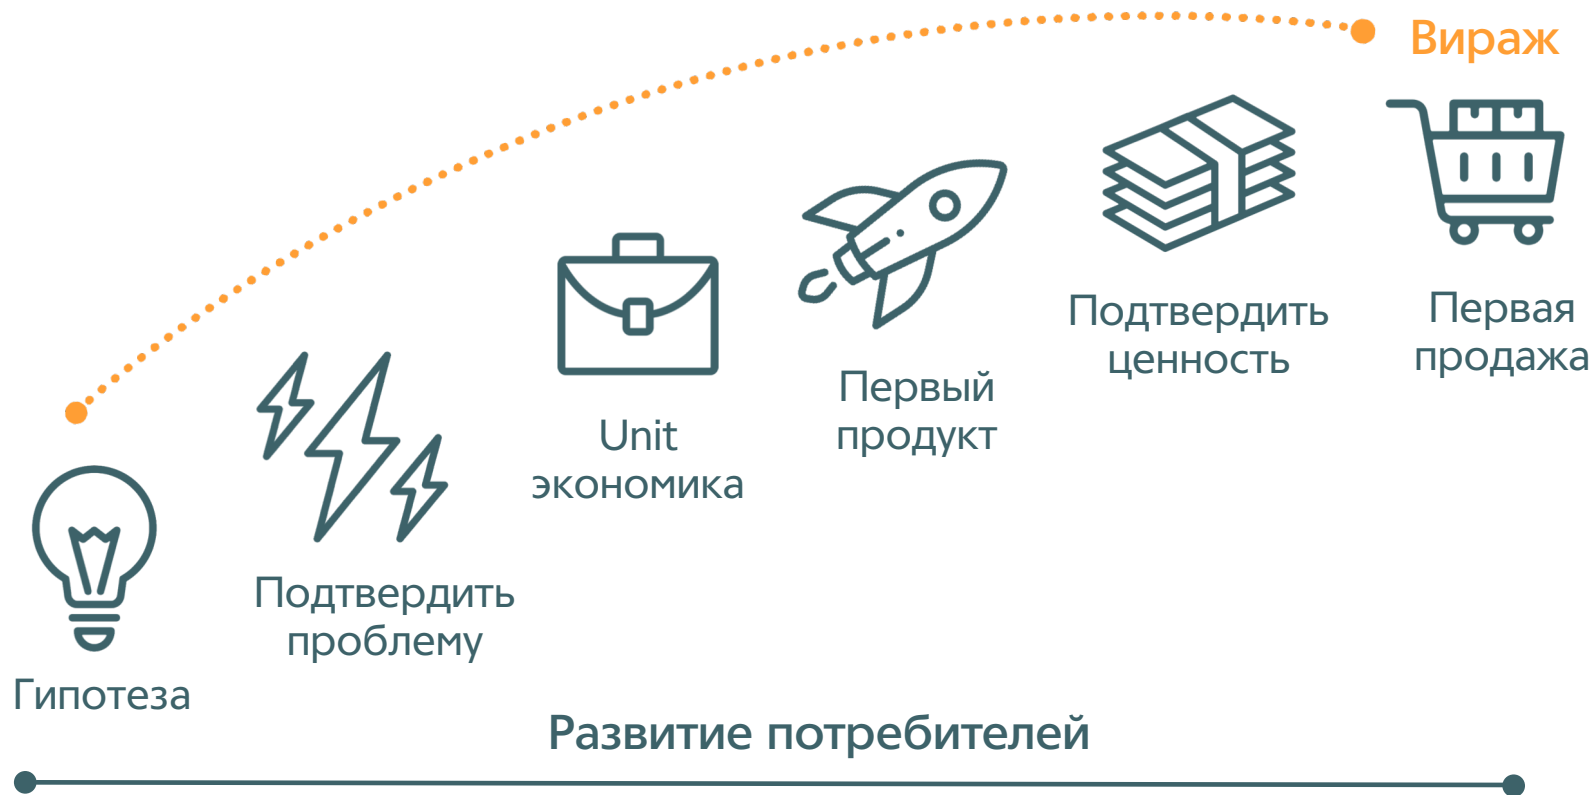 Вираж
Первая
продажа
Подтвердить
ценность
Первый
продукт
Unit
экономика
Подтвердить
проблему
Гипотеза
Развитие потребителей